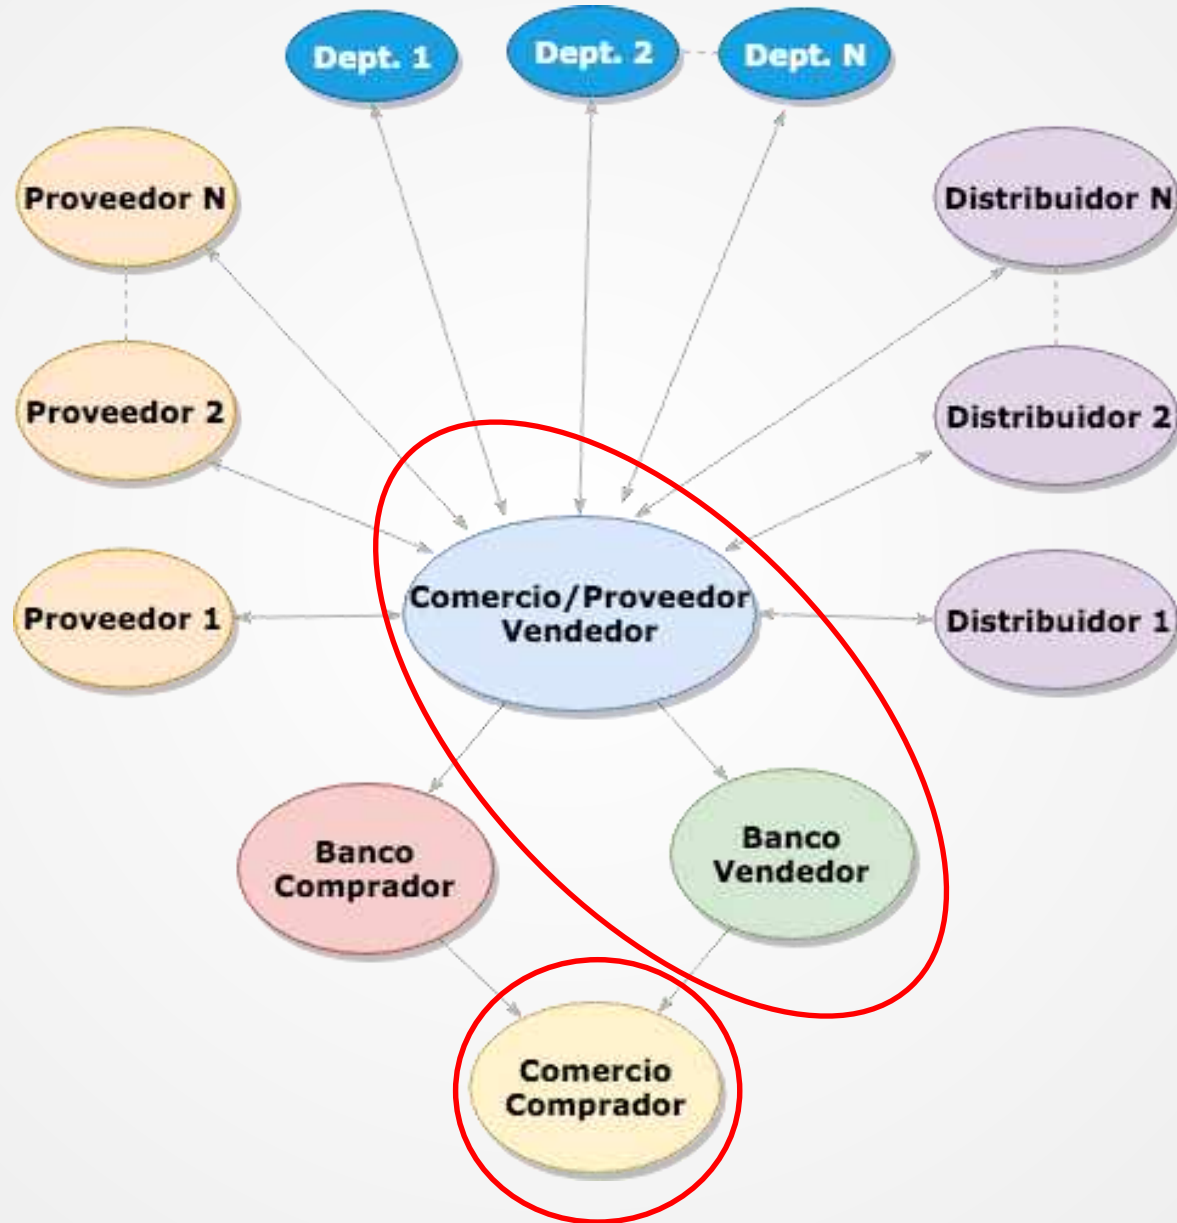 Dept. 1
Dept. 2
Dept. N
Proveedor N
Distribuidor N
Proveedor 2
Distribuidor 2
Comercio/Proveedor
Vendedor
Proveedor 1
Distribuidor 1
Banco
Comprador
Banco
Vendedor
Comercio
Comprador